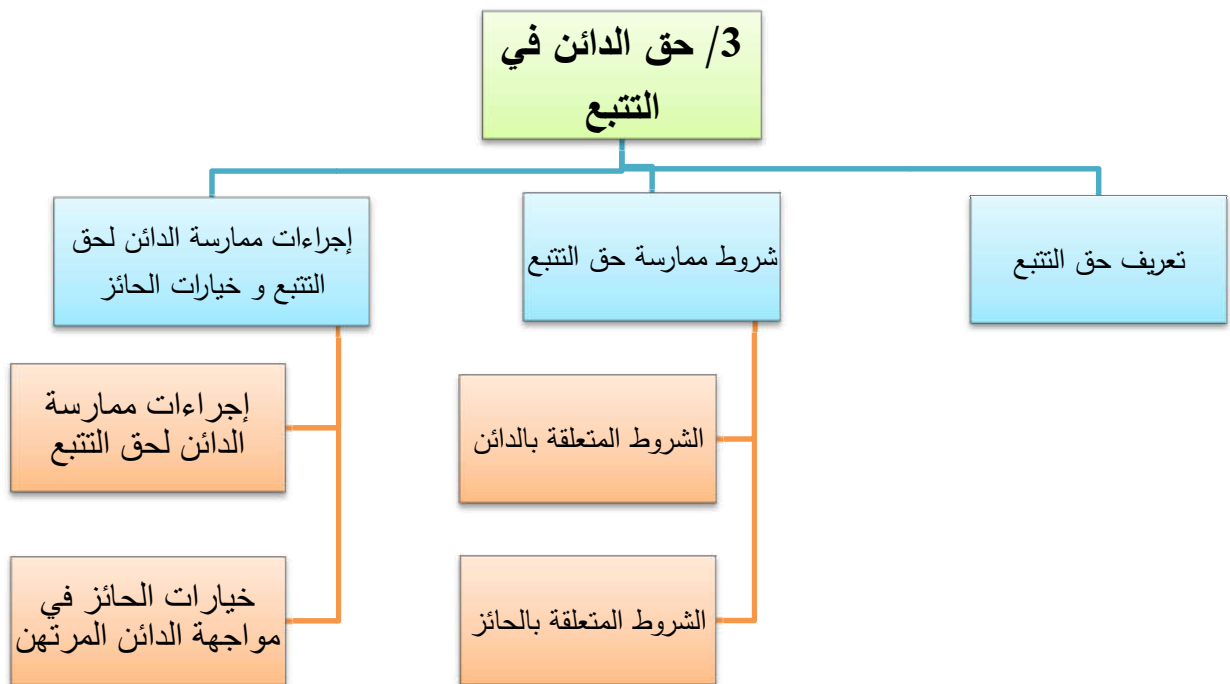 3/ حق الدائن في
التتبع
تعريف حق التتبع
شروط ممارسة حق التتبع
إجراءات ممارسة الدائن لحق
التتبع و خيارات الحائز
الشروط المتعلقة بالدائن
الشروط المتعلقة بالحائز
إجراءات ممارسة
الدائن لحق التتبع
خيارات الحائز في
مواجهة الدائن المرتهن